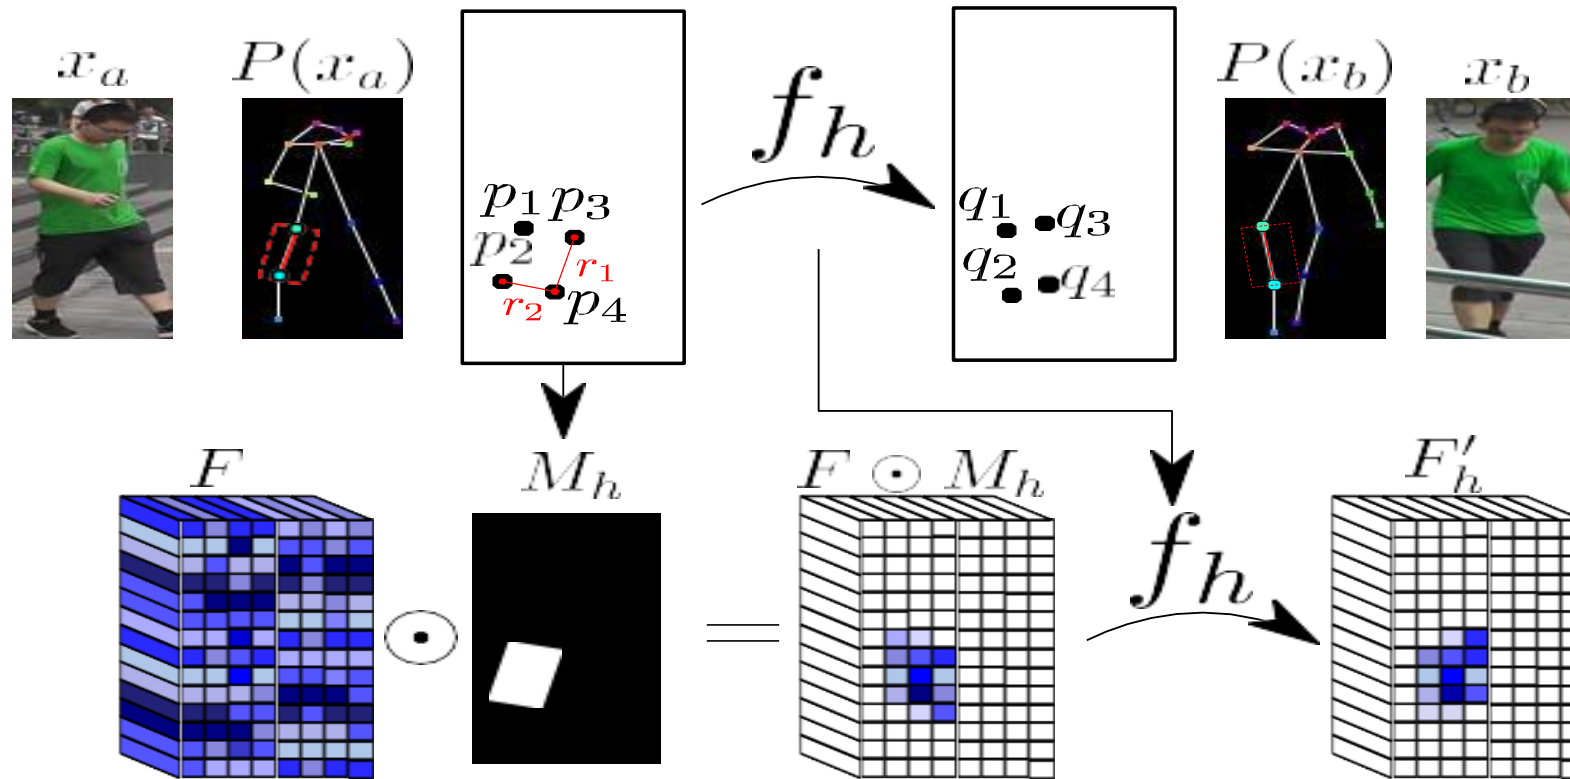 x_a
P(x_a)
f_h
P(x_b)
x_b
p_1 p_3
p_2
r_1
r_2 p_4
q_1 q_3
q_2 q_4
F
M_h
F ⊙ M_h
F'_h
⊙ =
f_h